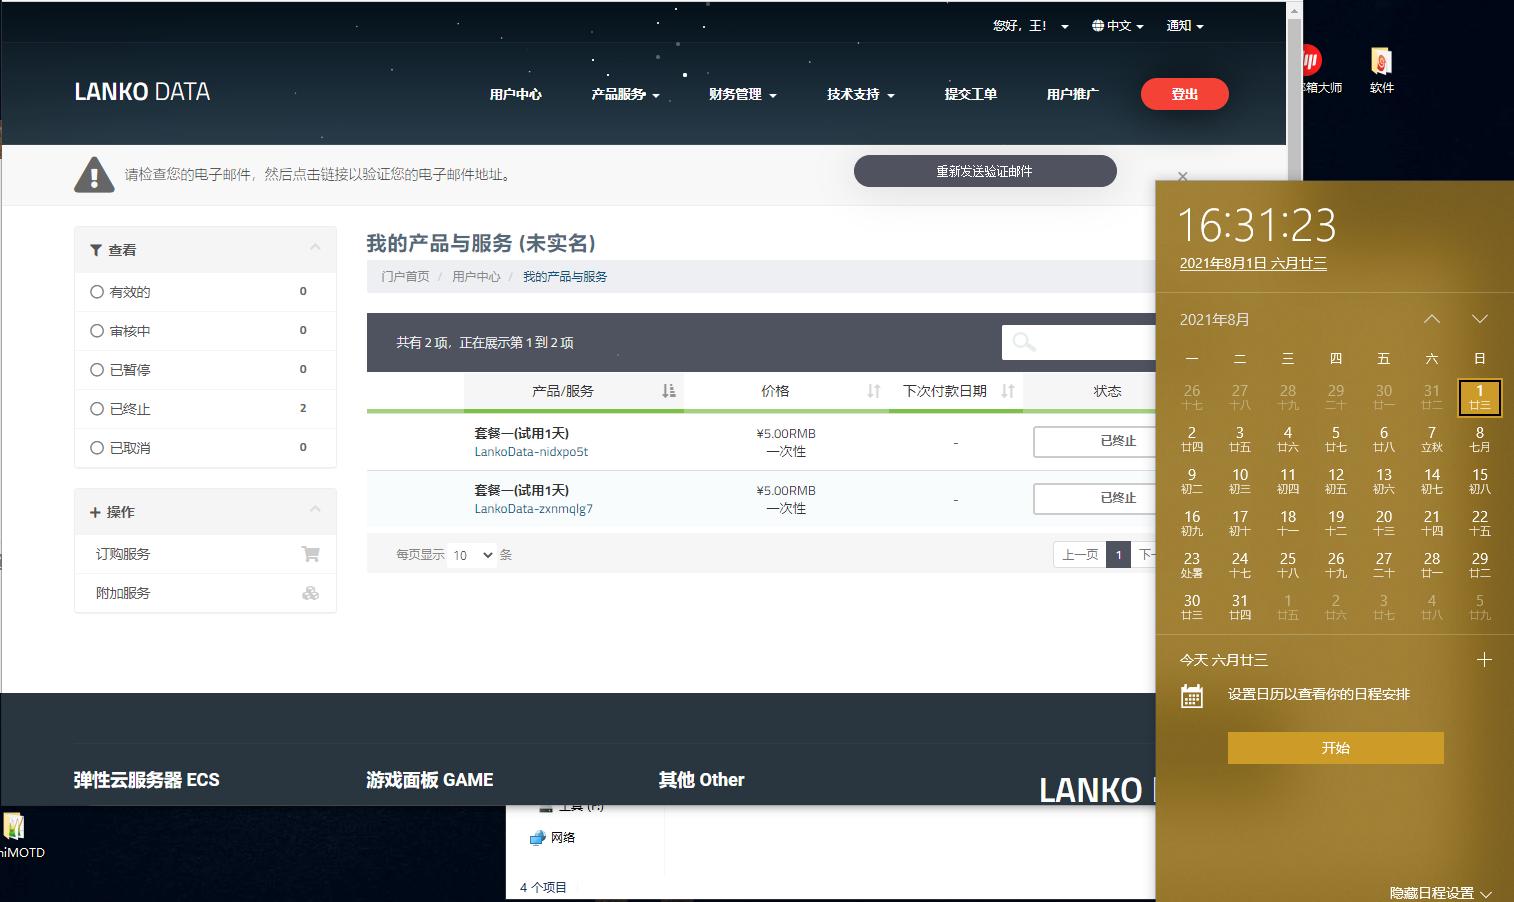 您好，王！ 中文 通知
LANKO DATA
用户中心 产品服务 财务管理 技术支持 提交工单 用户推广 登出
箱大师 软件
请检查您的电子邮件，然后点击链接以验证您的电子邮件地址。
重新发送验证邮件
查看
有效的 0
审核中 0
已暂停 0
已终止 2
已取消 0
操作
订购服务
附加服务
我的产品与服务 (未实名)
门户首页 / 用户中心 / 我的产品与服务
共有 2 项，正在展示第 1 到 2 项
产品/服务 价格 下次付款日期 状态
套餐一(试用1天) ¥5.00RMB - 已终止
LankoData-nidxpo5t 一次性
套餐一(试用1天) ¥5.00RMB - 已终止
LankoData-zxnmqlg7 一次性
每页显示 10 条
上一页 1 下一
弹性云服务器 ECS 游戏面板 GAME 其他 Other
LANKO
工具 (F:)
网络
4 个项目
niMOTD
16:31:23
2021年8月1日 六月廿三
2021年8月
一 二 三 四 五 六 日
26 27 28 29 30 31 1
十七 十八 十九 二十 廿一 廿二 廿三
2 3 4 5 6 7 8
廿四 廿五 廿六 廿七 廿八 立秋 七月
9 10 11 12 13 14 15
初二 初三 初四 初五 初六 初七 初八
16 17 18 19 20 21 22
初九 初十 十一 十二 十三 十四 十五
23 24 25 26 27 28 29
处暑 十七 十八 十九 二十 廿一 廿二
30 31 1 2 3 4 5
廿三 廿四 廿五 廿六 廿七 廿八 廿九
今天 六月廿三
设置日历以查看你的日程安排
开始
隐藏日程设置